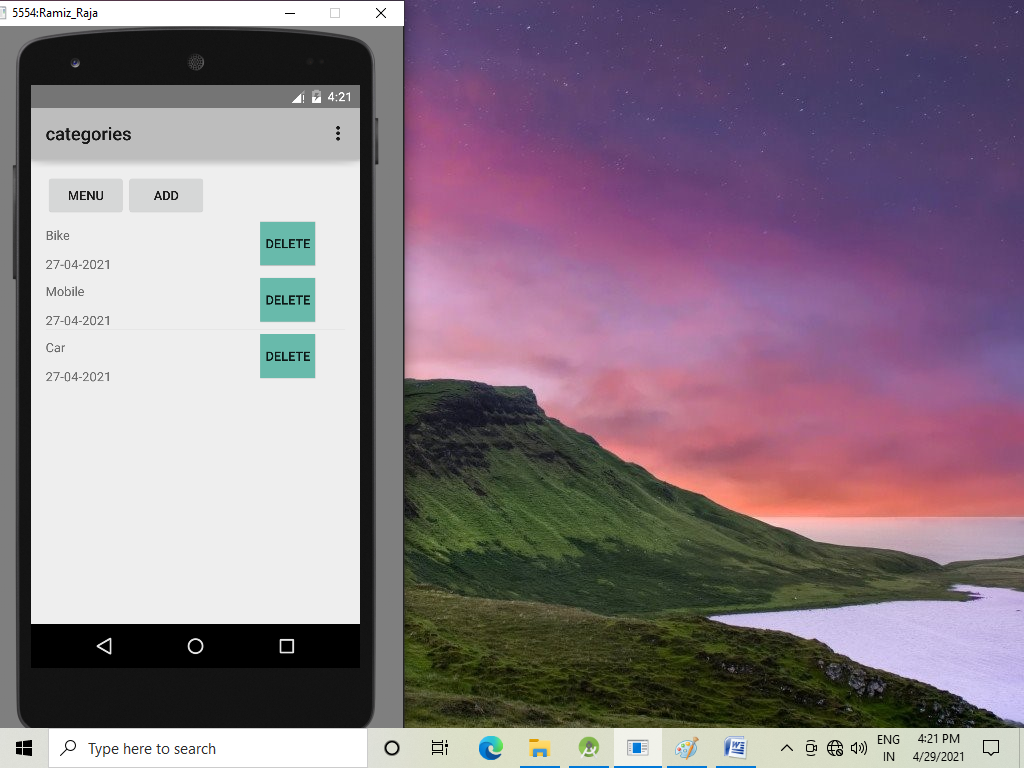 5554:Ramiz_Raja
4:21
categories
MENU ADD
Bike
DELETE
27-04-2021
Mobile
DELETE
27-04-2021
Car
DELETE
27-04-2021
Type here to search
ENG
IN
4:21 PM
4/29/2021